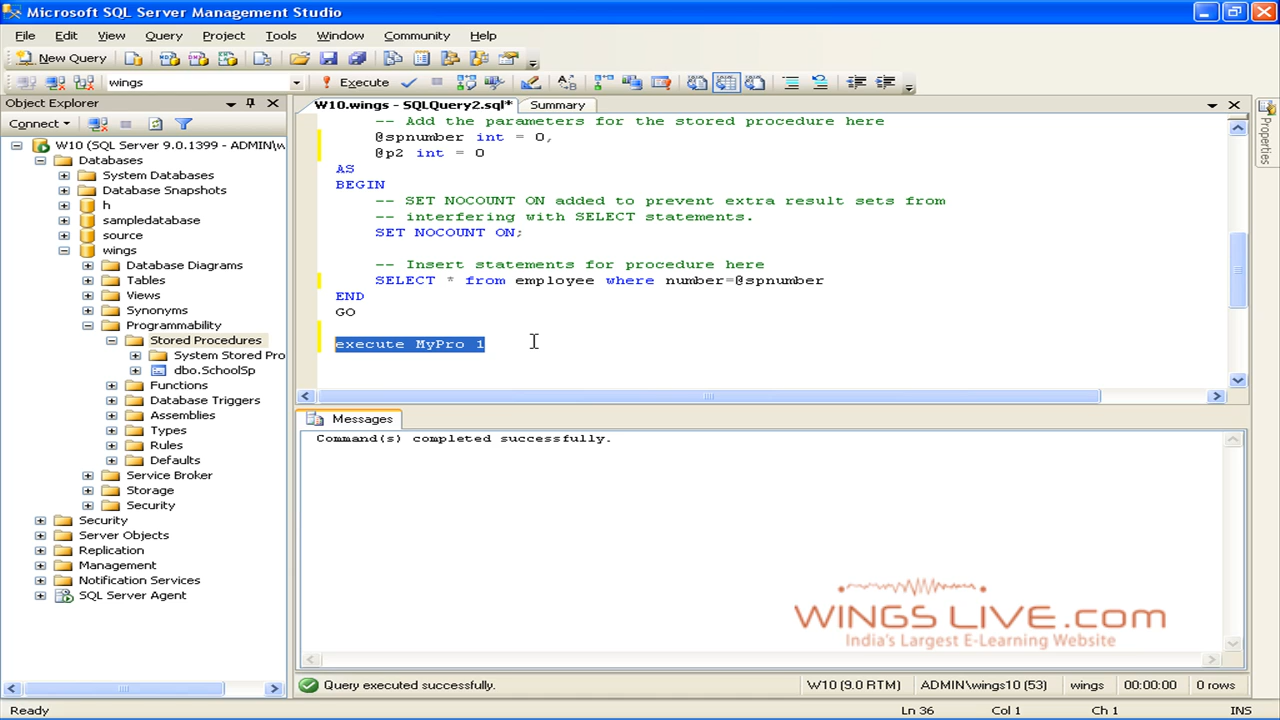 Microsoft SQL Server Management Studio
File Edit View Query Project Tools Window Community Help
New Query
wings Execute
Object Explorer
W10.wings - SQLQuery2.sql* Summary
Connect
W10 (SQL Server 9.0.1399 - ADMIN\w
Databases
System Databases
Database Snapshots
h
sampledatabase
source
wings
Database Diagrams
Tables
Views
Synonyms
Programmability
Stored Procedures
System Stored Pro
dbo.SchoolSp
Functions
Database Triggers
Assemblies
Types
Rules
Defaults
Service Broker
Storage
Security
Security
Server Objects
Replication
Management
Notification Services
SQL Server Agent
-- Add the parameters for the stored procedure here
@spnumber int = 0,
@p2 int = 0
AS
BEGIN
-- SET NOCOUNT ON added to prevent extra result sets from
-- interfering with SELECT statements.
SET NOCOUNT ON;
-- Insert statements for procedure here
SELECT * from employee where number=@spnumber
END
GO
execute MyPro 1
Messages
Command(s) completed successfully.
Properties
WINGS LIVE.com
India's Largest E-Learning Website
Query executed successfully. W10 (9.0 RTM) ADMIN\wings10 (53) wings 00:00:00 0 rows
Ready Ln 36 Col 1 Ch 1 INS